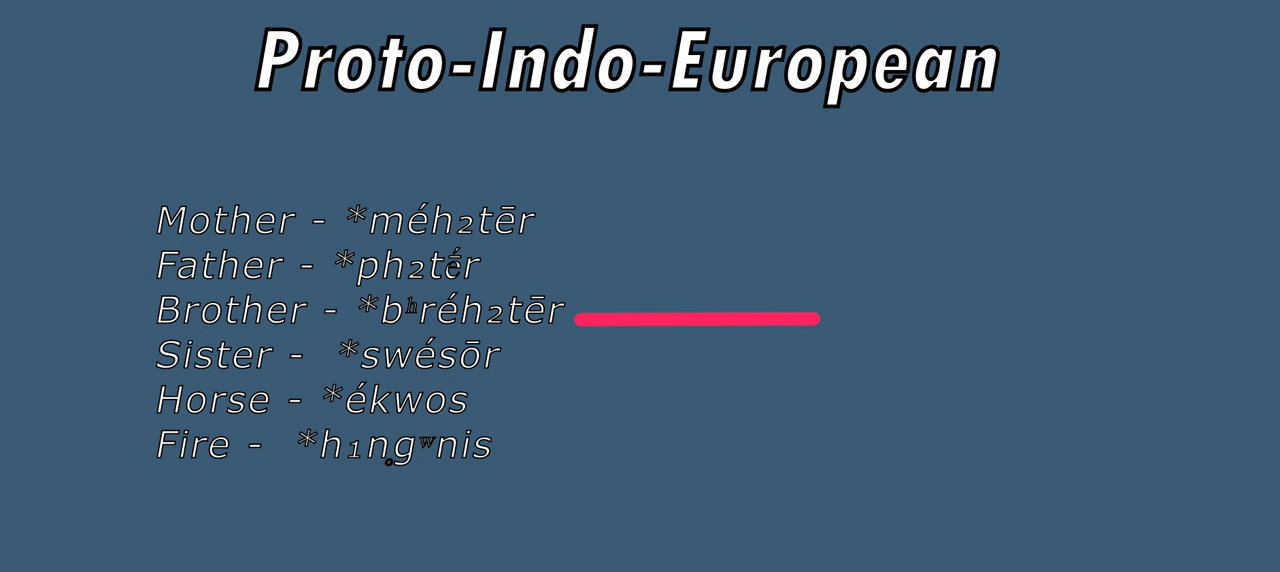 Proto-Indo-European
Mother - *méh₂tēr
Father - *ph₂tḗr
Brother - *bʰréh₂tēr
Sister - *swésōr
Horse - *ékwos
Fire - *h₁n̥gʷnis